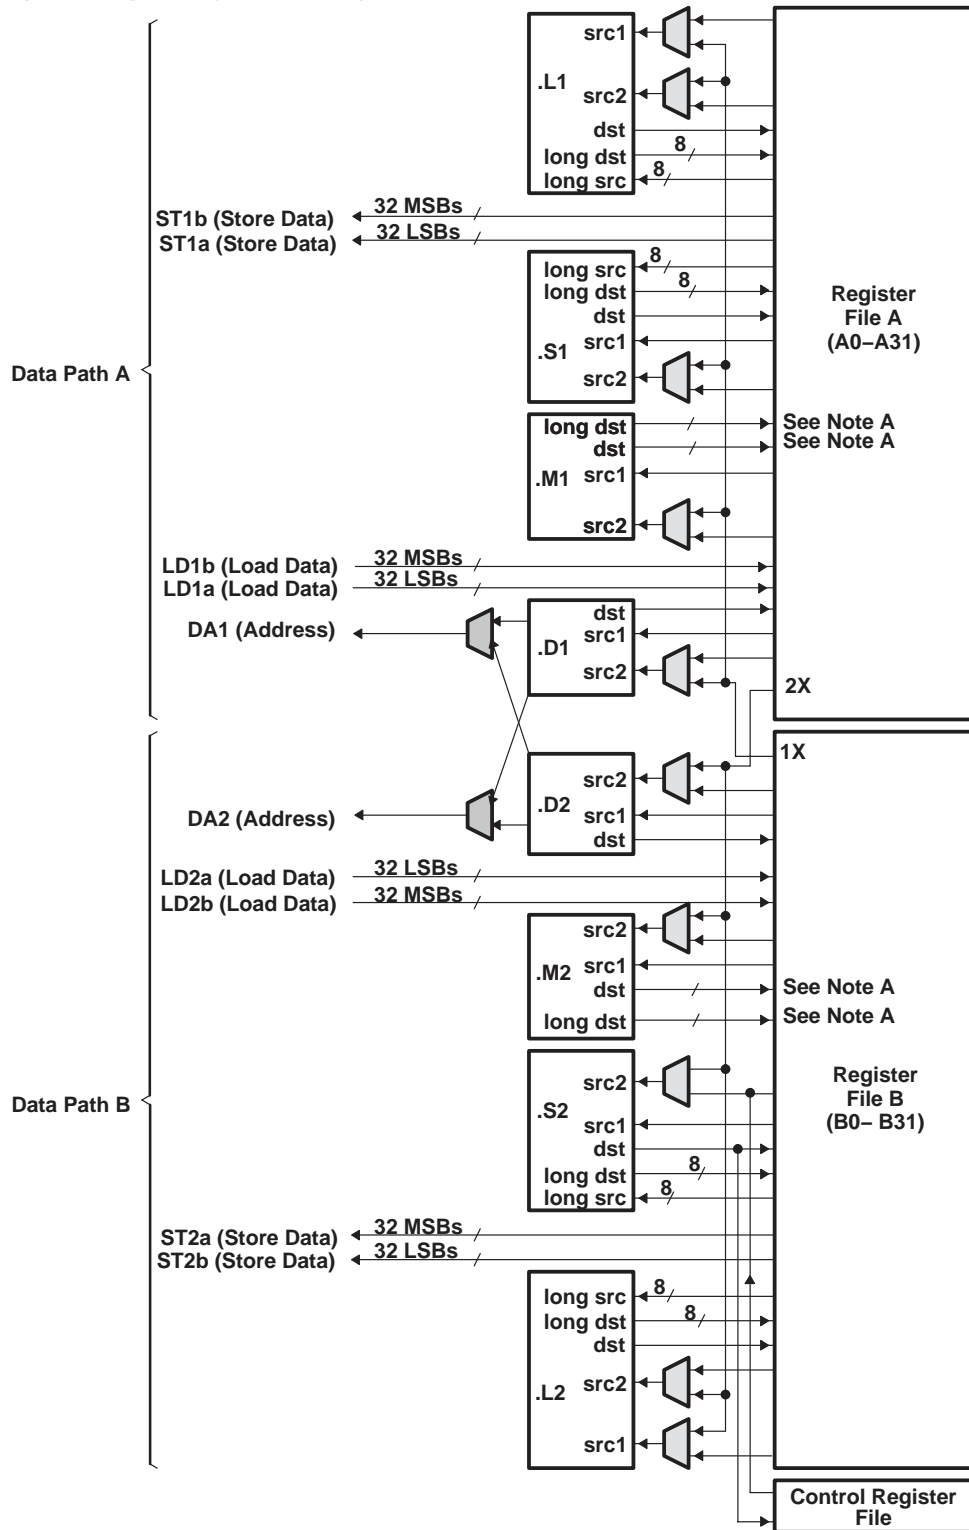 src1
.L1
src2
dst
8
long dst
8
long src
32 MSBs
ST1b (Store Data)
32 LSBs
ST1a (Store Data)
8
long src
8
long dst
dst
src1
.S1
src2
Register
File A
(A0–A31)
Data Path A
long dst
See Note A
dst
See Note A
.M1
src1
src2
32 MSBs
LD1b (Load Data)
32 LSBs
LD1a (Load Data)
dst
DA1 (Address)
src1
.D1
src2
2X
1X
src2
.D2
DA2 (Address)
src1
dst
32 LSBs
LD2a (Load Data)
32 MSBs
LD2b (Load Data)
src2
src1
.M2
dst
See Note A
long dst
See Note A
src2
.S2
src1
dst
8
long dst
8
long src
Register
File B
(B0– B31)
Data Path B
32 MSBs
ST2a (Store Data)
32 LSBs
ST2b (Store Data)
8
long src
8
long dst
dst
src2
.L2
src1
Control Register
File